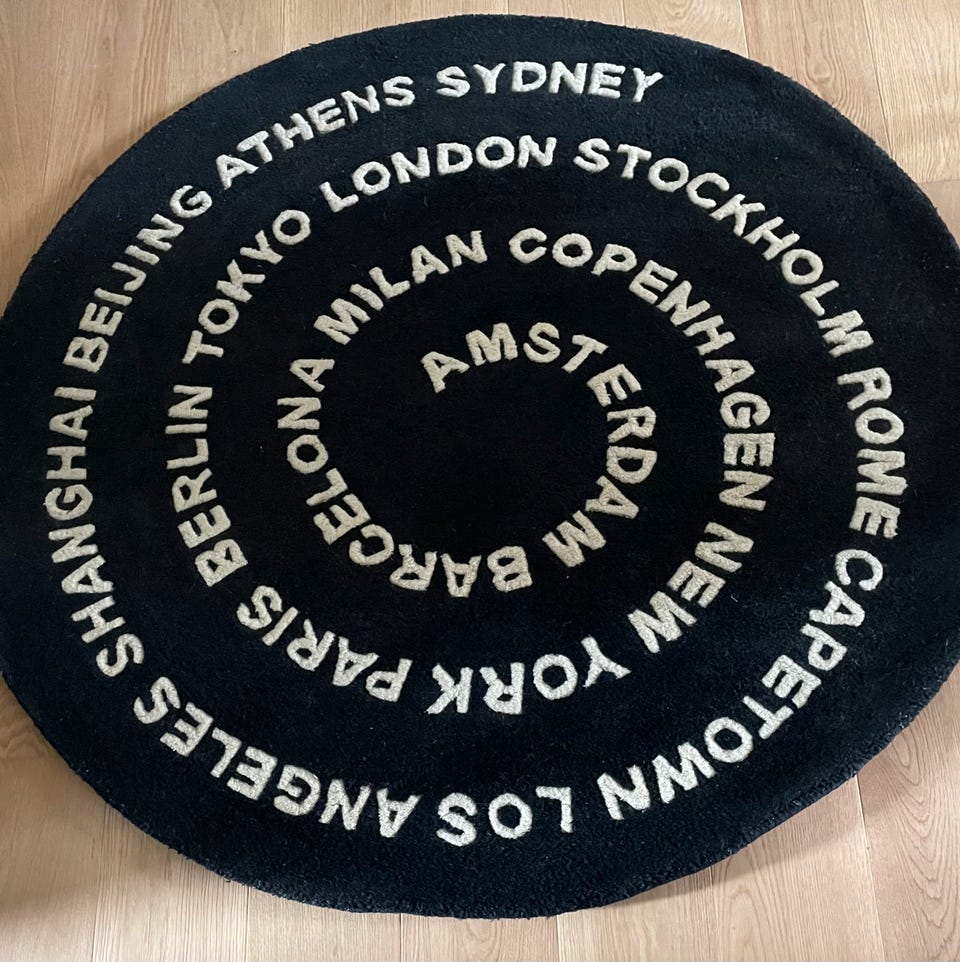 AMSTERDAM BARCELONA MILAN COPENHAGEN NEW YORK PARIS BERLIN TOKYO LONDON STOCKHOLM ROME CAPETOWN LOS ANGELES SHANGHAI BEIJING ATHENS SYDNEY